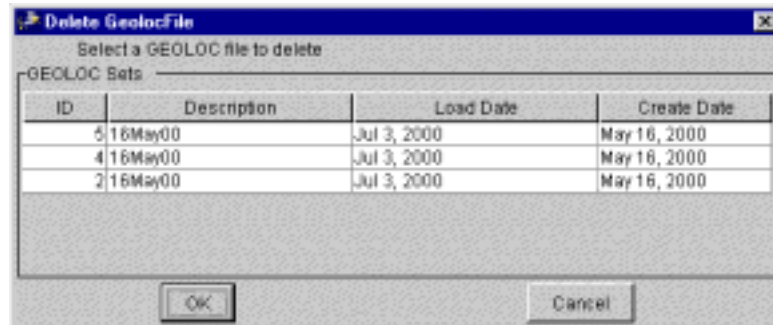 Delete GeolocFile
Select a GEOLOC file to delete
GEOLOC Sets
ID Description Load Date Create Date
5 16May00 Jul 3, 2000 May 16, 2000
4 16May00 Jul 3, 2000 May 16, 2000
2 16May00 Jul 3, 2000 May 16, 2000
OK Cancel